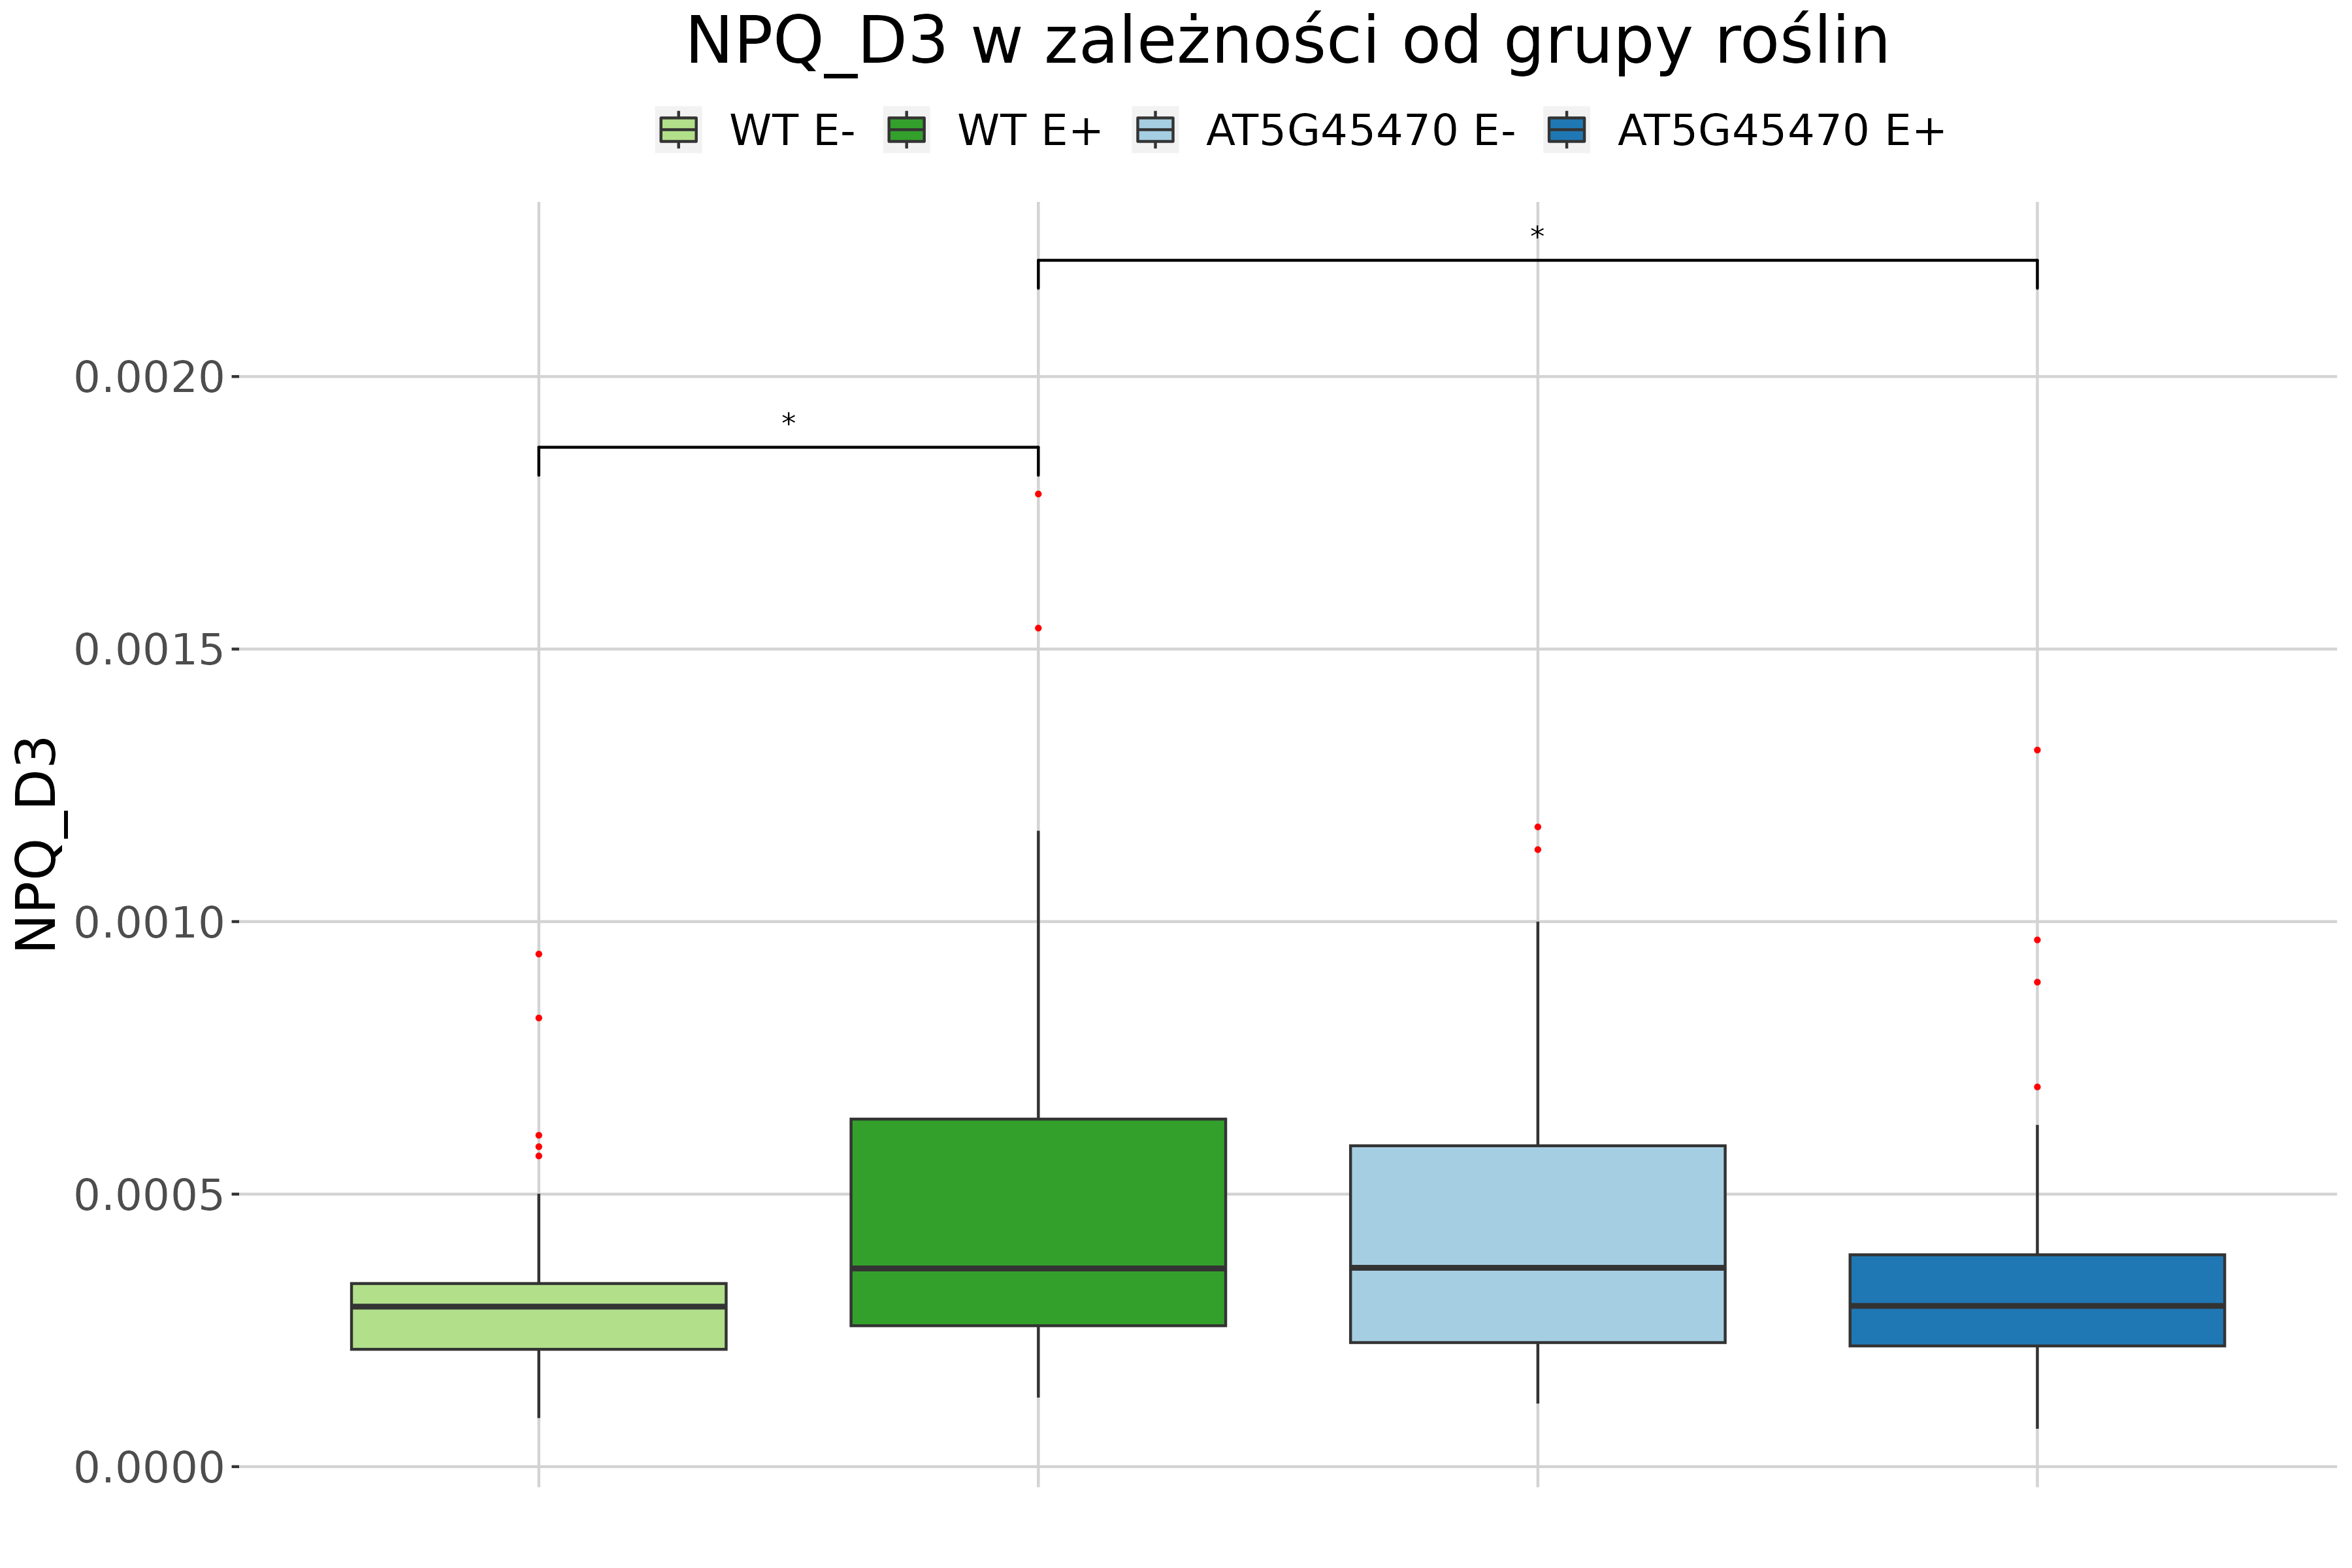 NPQ_D3 w zależności od grupy roślin
WT E- WT E+ AT5G45470 E- AT5G45470 E+
*
0.0020
*
0.0015
NPQ_D3
0.0010
0.0005
0.0000